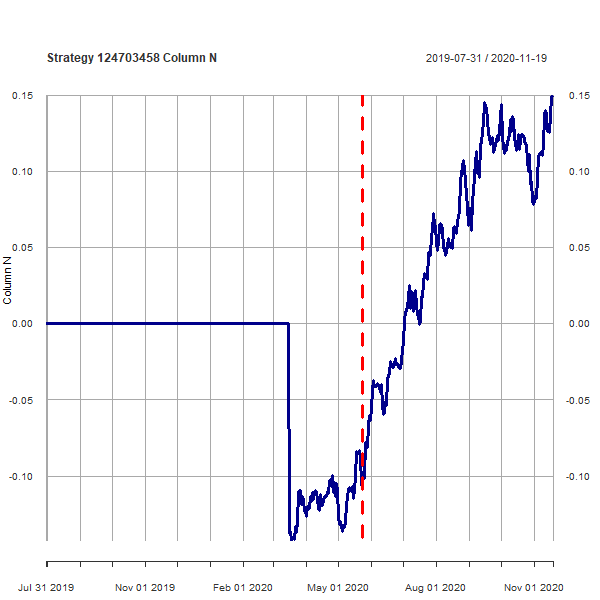 Strategy 124703458 Column N
2019-07-31 / 2020-11-19
0.15
0.15
0.10
0.10
0.05
0.05
Column N
0.00
0.00
-0.05
-0.05
-0.10
-0.10
Jul 31 2019
Nov 01 2019
Feb 01 2020
May 01 2020
Aug 01 2020
Nov 01 2020